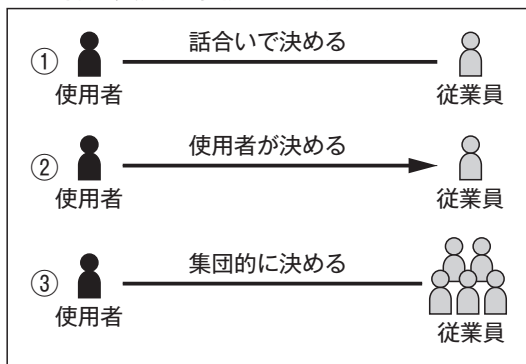 話合いで決める
①
使用者
従業員
使用者が決める
②
使用者
従業員
集団的に決める
③
使用者
従業員